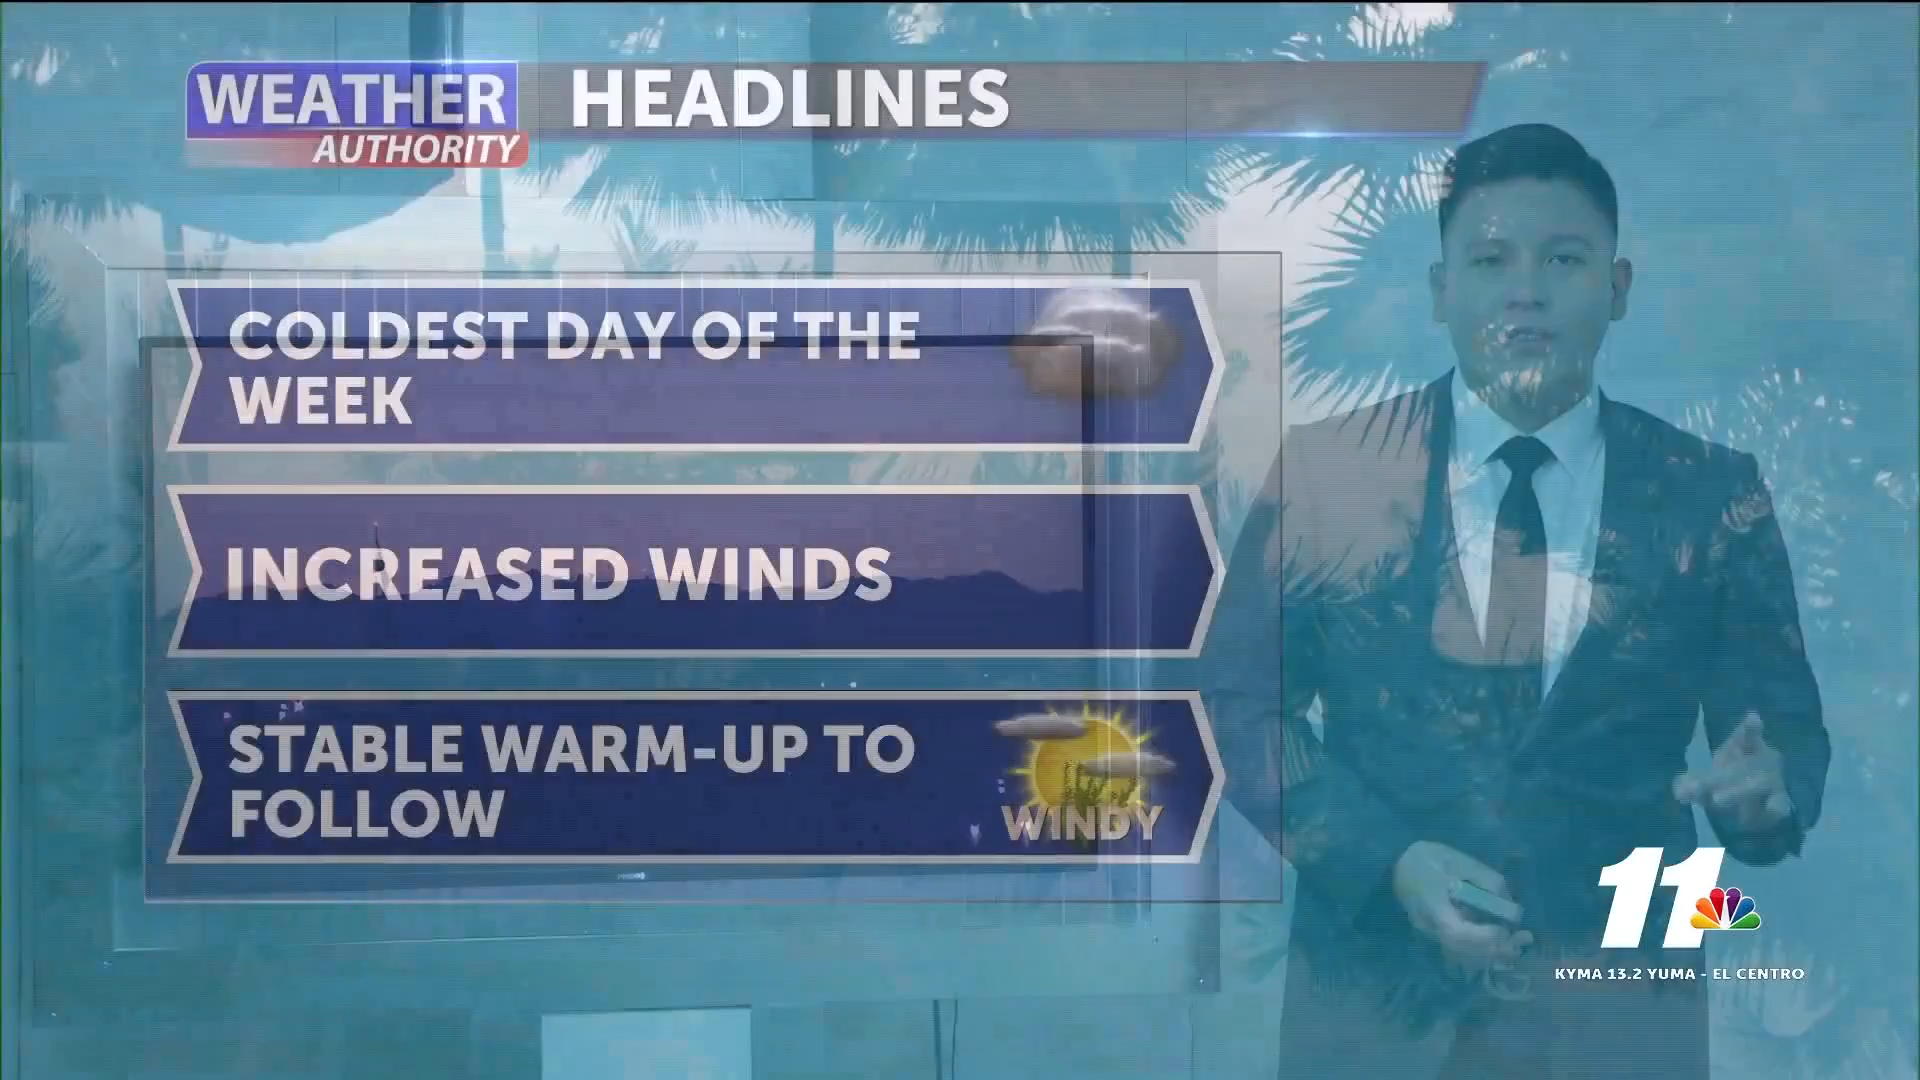 WEATHER
AUTHORITY
HEADLINES
COLDEST DAY OF THE
WEEK
INCREASED WINDS
STABLE WARM-UP TO
FOLLOW
WINDY
11
KYMA 13.2 YUMA - EL CENTRO